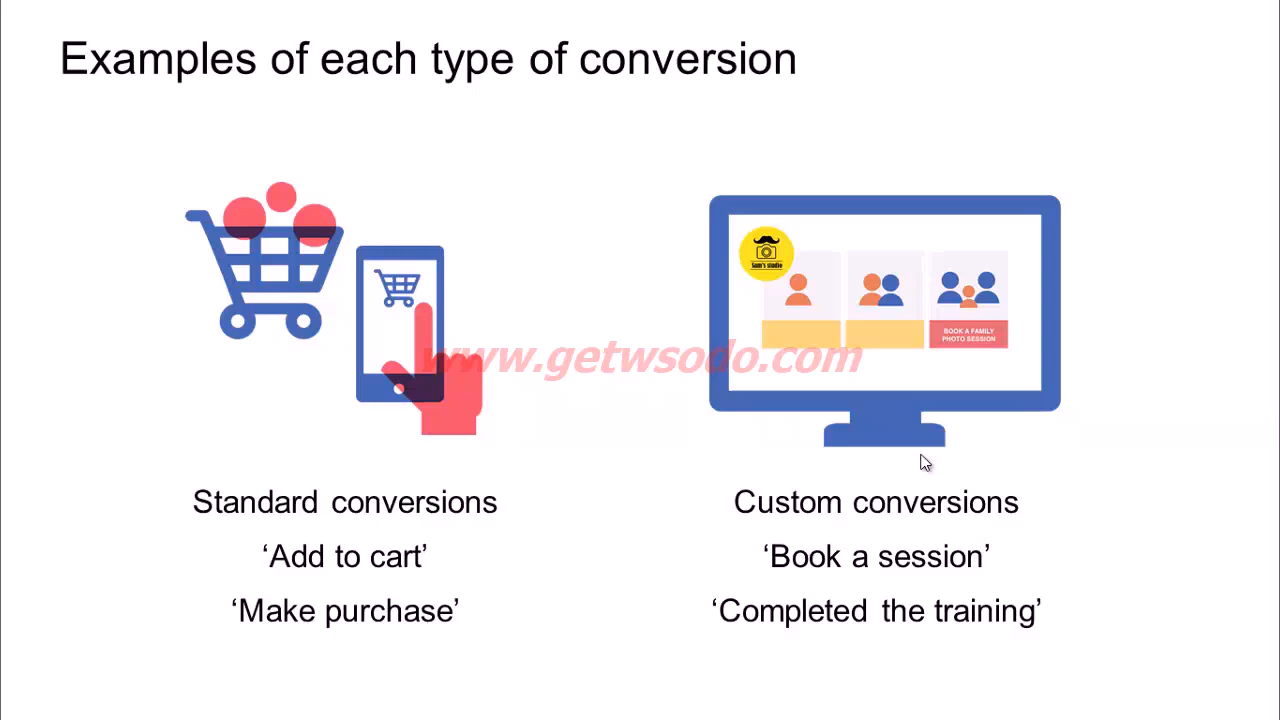 Examples of each type of conversion
Sam's studio
BOOK A FAMILY
PHOTO SESSION
www.getwsodo.com
Standard conversions
‘Add to cart’
‘Make purchase’
Custom conversions
‘Book a session’
‘Completed the training’